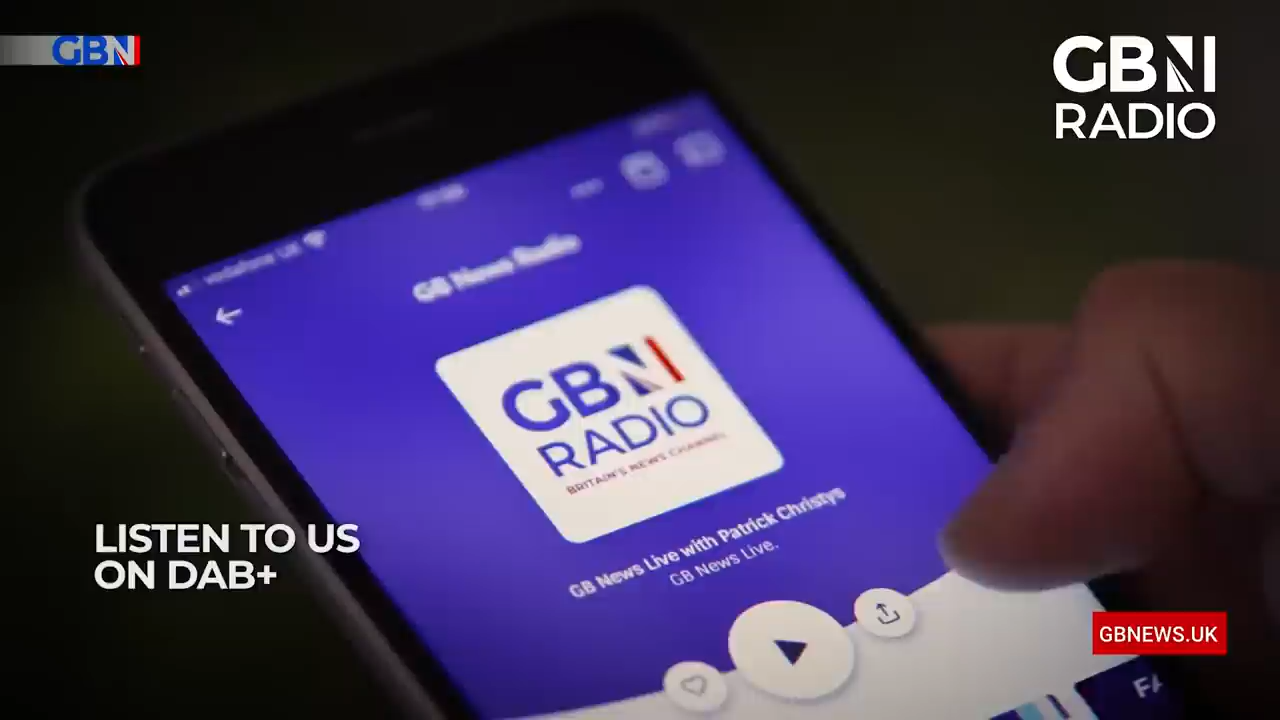 GBN
GBN
RADIO
GB News Radio
GBN
RADIO
BRITAIN'S NEWS CHANNEL
GB News Live with Patrick Christys
GB News Live.
LISTEN TO US
ON DAB+
GBNEWS.UK